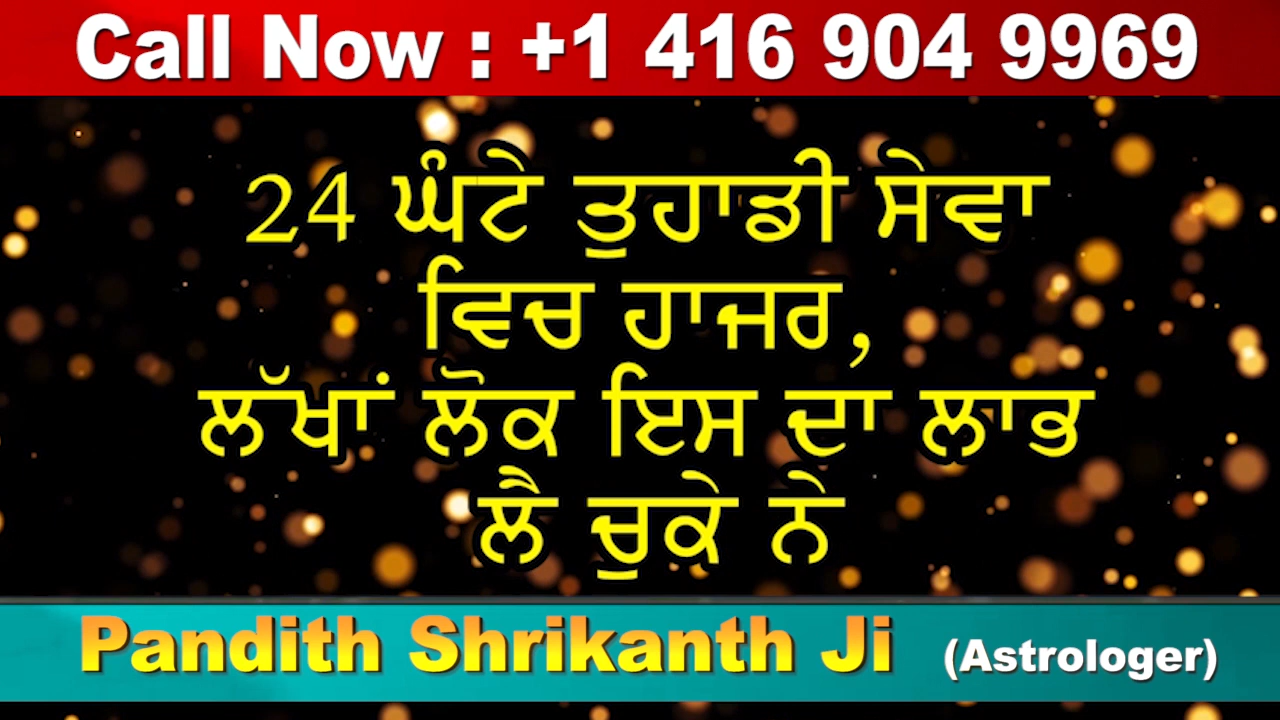 Call Now : +1 416 904 9969
24 ਘੰਟੇ ਤੁਹਾਡੀ ਸੇਵਾ
ਵਿਚ ਹਾਜਰ,
ਲੱਖਾਂ ਲੋਕ ਇਸ ਦਾ ਲਾਭ
ਲੈ ਚੁਕੇ ਨੇ
Pandith Shrikanth Ji (Astrologer)